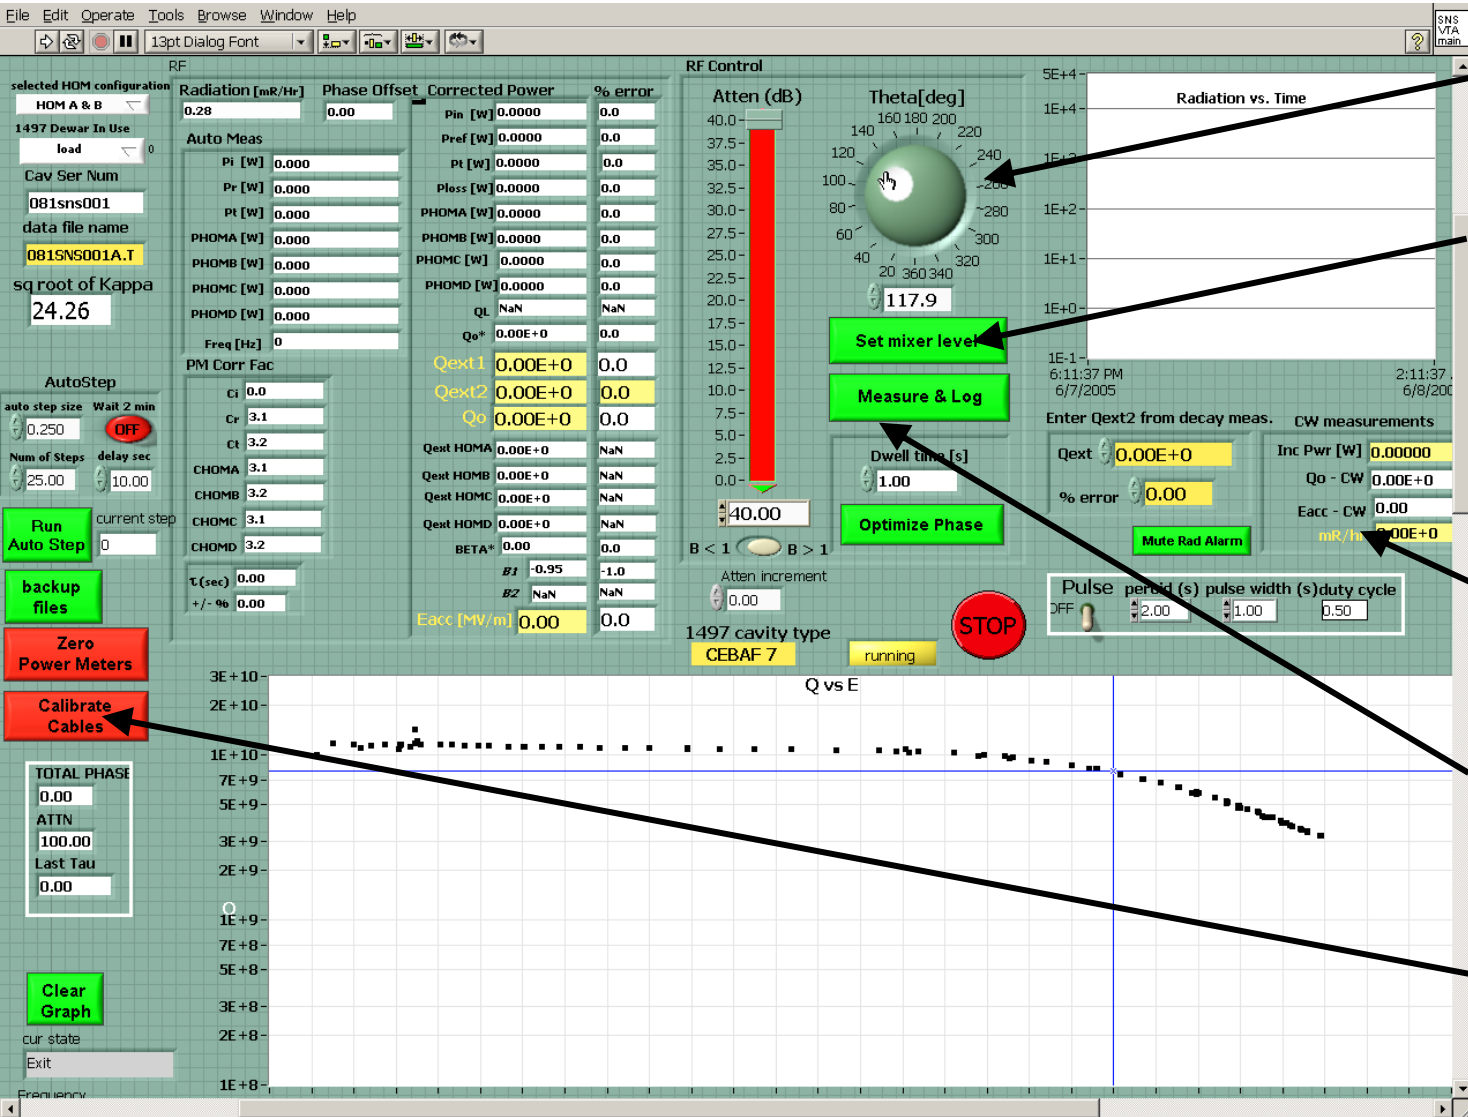 File Edit Operate Tools Browse Window Help
SNS
VTA
main
13pt Dialog Font
?
RF
selected HOM configuration
HOM A & B
1497 Dewar In Use
load 0
Cav Ser Num
081sns001
data file name
081SNS001A.T
sq root of Kappa
24.26
AutoStep
auto step size Wait 2 min
0.250 OFF
Num of Steps delay sec
25.00 10.00
Run
Auto Step
current step
0
backup
files
Zero
Power Meters
Calibrate
Cables
TOTAL PHASE
0.00
ATTN
100.00
Last Tau
0.00
Clear
Graph
cur state
Exit
Frequency
Radiation [mR/Hr] Phase Offset
0.28 0.00
Auto Meas
Pi [W] 0.000
Pr [W] 0.000
Pt [W] 0.000
PHOMA [W] 0.000
PHOMB [W] 0.000
PHOMC [W] 0.000
PHOMD [W] 0.000
Freq [Hz] 0
PM Corr Fac
Ci 0.0
Cr 3.1
Ct 3.2
CHOMA 3.1
CHOMB 3.2
CHOMC 3.1
CHOMD 3.2
τ(sec) 0.00
+/- % 0.00
Corrected Power % error
Pin [W] 0.0000 0.0
Pref [W] 0.0000 0.0
Pt [W] 0.0000 0.0
Ploss [W] 0.0000 0.0
PHOMA [W] 0.0000 0.0
PHOMB [W] 0.0000 0.0
PHOMC [W] 0.0000 0.0
PHOMD [W] 0.0000 0.0
QL NaN NaN
Qo* 0.00E+0 0.0
Qext1 0.00E+0 0.0
Qext2 0.00E+0 0.0
Qo 0.00E+0 0.0
Qext HOMA 0.00E+0 NaN
Qext HOMB 0.00E+0 NaN
Qext HOMC 0.00E+0 NaN
Qext HOMD 0.00E+0 NaN
BETA* 0.00 0.0
B1 -0.95 -1.0
B2 NaN NaN
Eacc [MV/m] 0.00 0.0
RF Control
Atten (dB)
40.0
37.5
35.0
32.5
30.0
27.5
25.0
22.5
20.0
17.5
15.0
12.5
10.0
7.5
5.0
2.5
0.0
40.00
B < 1 B > 1
Atten increment
0.00
1497 cavity type
CEBAF 7
Theta[deg]
160 180 200
140 220
120 240
100 260
80 280
60 300
40 320
20 360 340
117.9
Set mixer level
Measure & Log
Dwell time [s]
1.00
Optimize Phase
STOP
running
Radiation vs. Time
5E+4
1E+4
1E+3
1E+2
1E+1
1E+0
1E-1
6:11:37 PM
6/7/2005
2:11:37
6/8/200
Enter Qext2 from decay meas.
Qext 0.00E+0
% error 0.00
Mute Rad Alarm
CW measurements
Inc Pwr [W] 0.00000
Qo - CW 0.00E+0
Eacc - CW 0.00
mR/hr 0.00E+0
Pulse peroid (s) pulse width (s) duty cycle
OFF 2.00 1.00 0.50
Q vs E
3E+10
2E+10
1E+10
7E+9
5E+9
3E+9
2E+9
Q
1E+9
7E+8
5E+8
3E+8
2E+8
1E+8